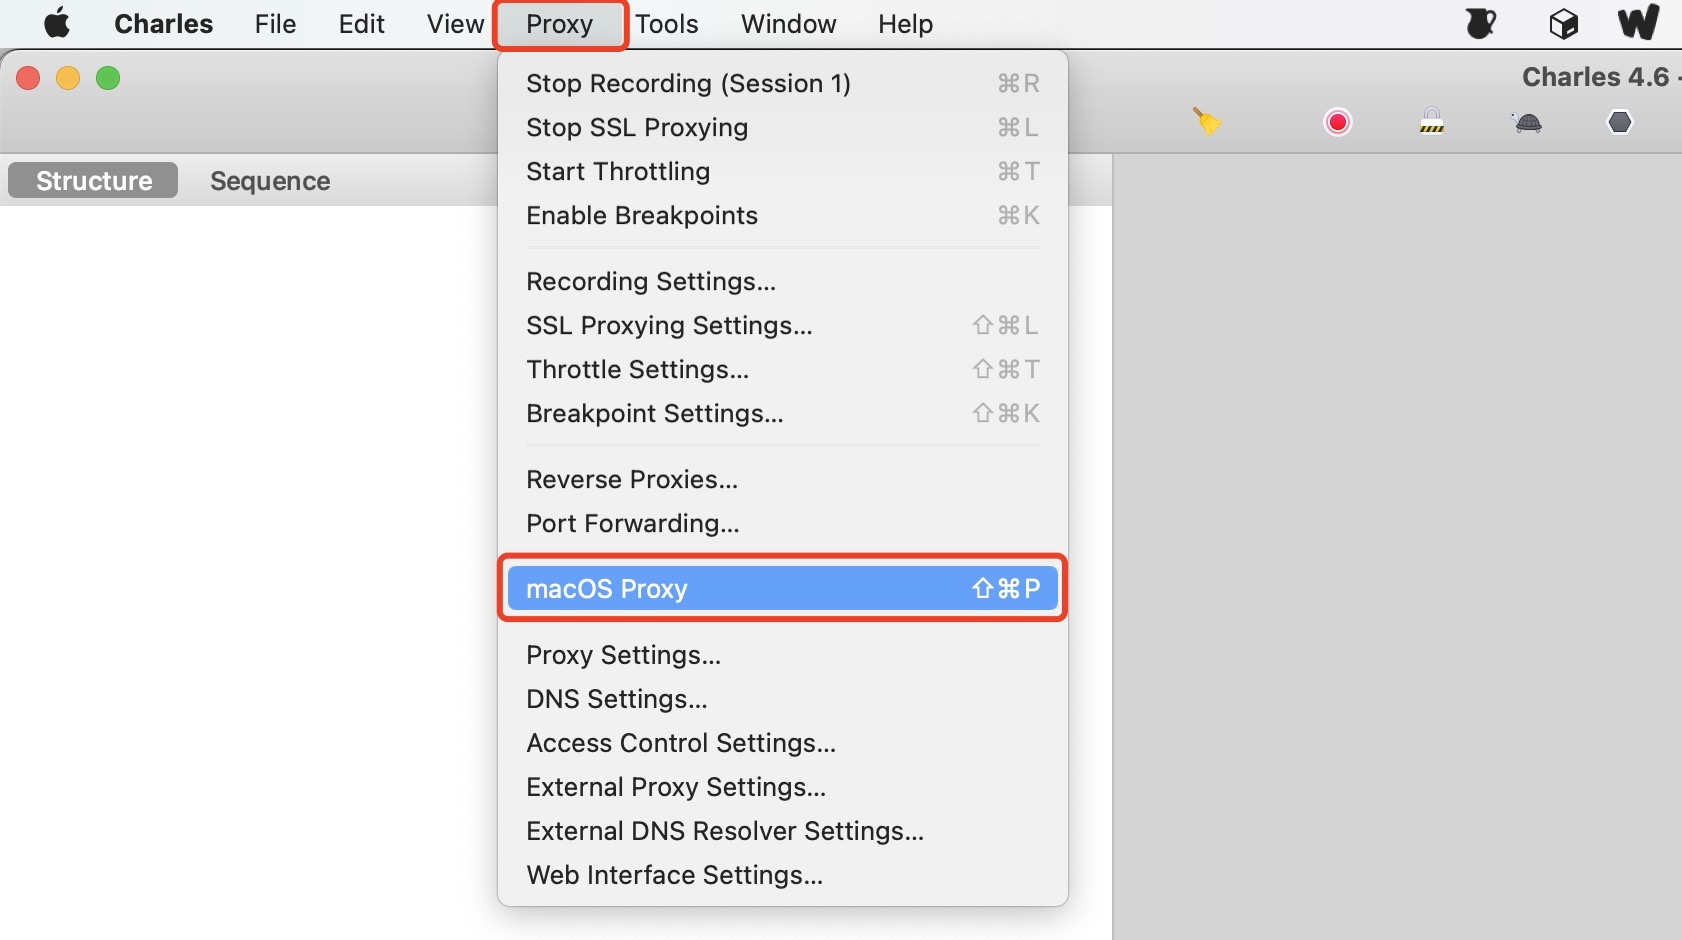 Charles File Edit View Proxy Tools Window Help
Charles 4.6 -
Structure Sequence
Stop Recording (Session 1) ⌘R
Stop SSL Proxying ⌘L
Start Throttling ⌘T
Enable Breakpoints ⌘K
Recording Settings...
SSL Proxying Settings... ⇧⌘L
Throttle Settings... ⇧⌘T
Breakpoint Settings... ⇧⌘K
Reverse Proxies...
Port Forwarding...
macOS Proxy ⇧⌘P
Proxy Settings...
DNS Settings...
Access Control Settings...
External Proxy Settings...
External DNS Resolver Settings...
Web Interface Settings...